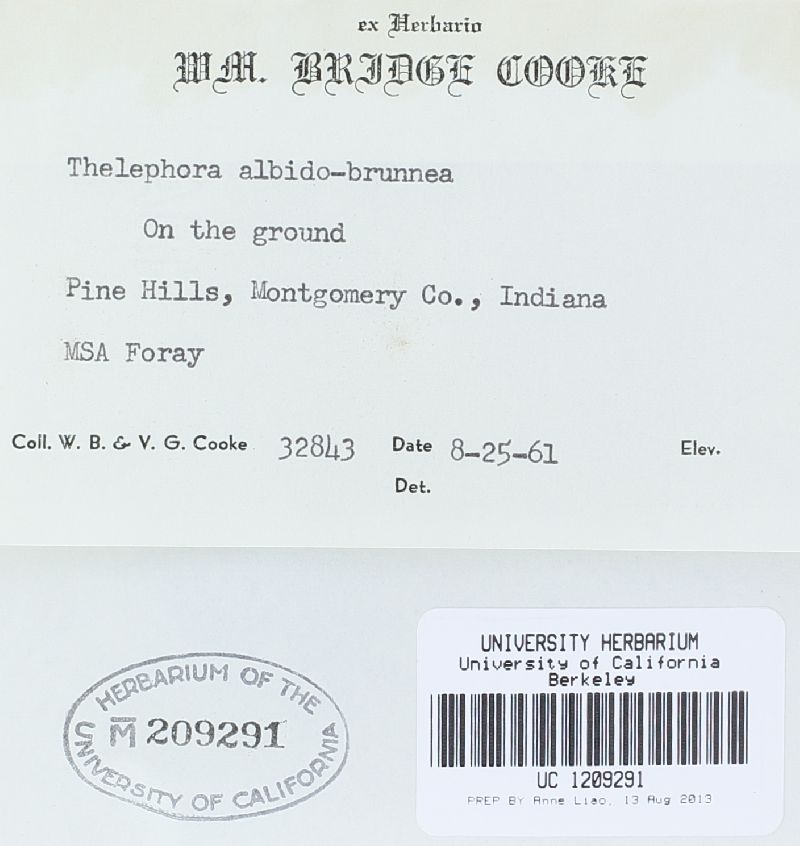 ex Herbario
WM. BRIDGE COOKE
Thelephora albido-brunnea
On the ground
Pine Hills, Montgomery Co., Indiana
MSA Foray
Coll. W. B. & V. G. Cooke 32843 Date 8-25-61 Elev.
Det.
HERBARIUM OF THE
M 209291
UNIVERSITY OF CALIFORNIA
UNIVERSITY HERBARIUM
University of California
Berkeley
UC 1209291
PREP BY Anne Liao, 13 Aug 2013